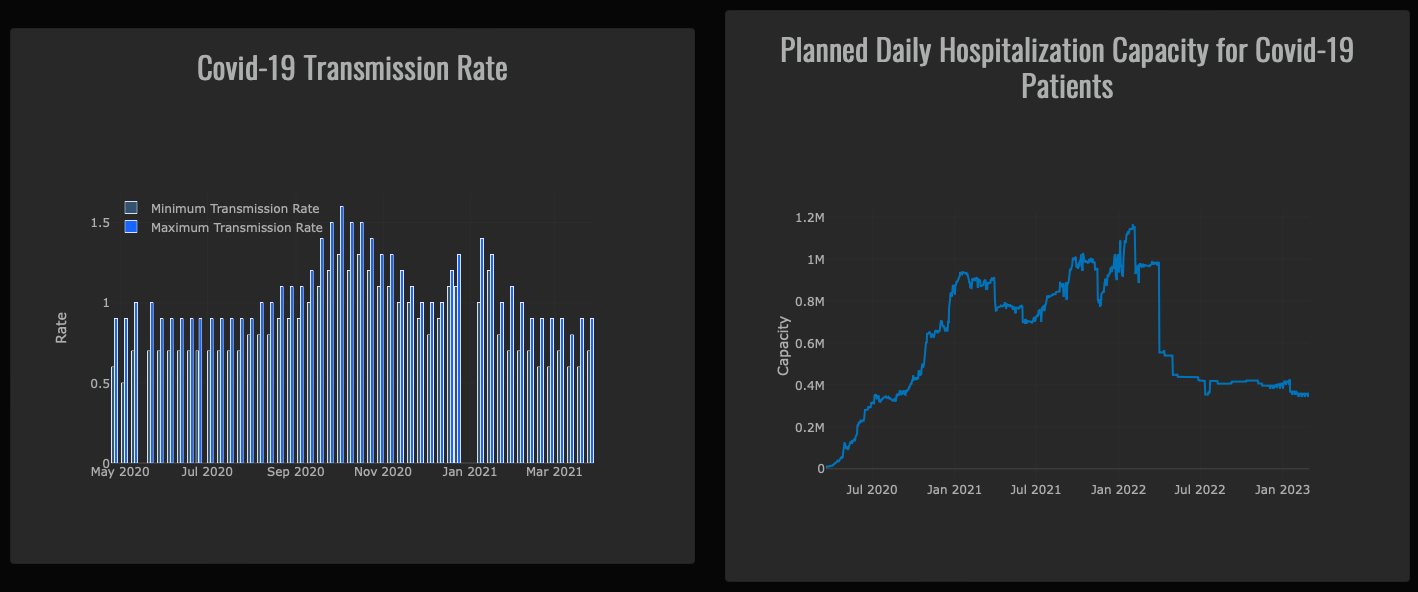 Covid-19 Transmission Rate
Minimum Transmission Rate
Maximum Transmission Rate
1.5
1
0.5
0
Rate
May 2020 Jul 2020 Sep 2020 Nov 2020 Jan 2021 Mar 2021
Planned Daily Hospitalization Capacity for Covid-19
Patients
1.2M
1M
0.8M
0.6M
0.4M
0.2M
0
Capacity
Jul 2020 Jan 2021 Jul 2021 Jan 2022 Jul 2022 Jan 2023